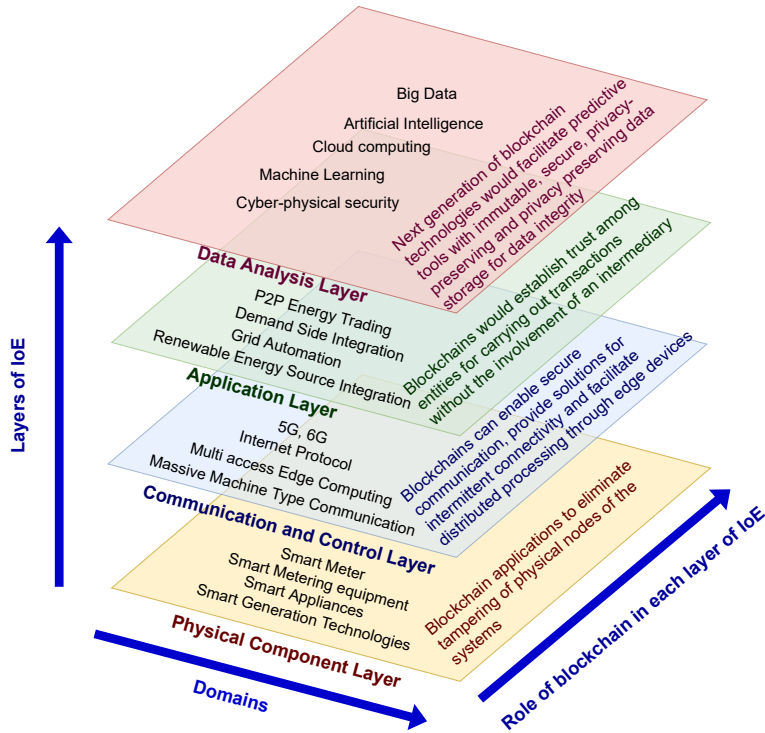 Big Data
Artificial Intelligence
Cloud computing
Machine Learning
Cyber-physical security
Data Analysis Layer
Next generation of blockchain
technologies would facilitate predictive
tools with immutable, secure, privacy-
preserving and privacy preserving data
storage for data integrity
P2P Energy Trading
Demand Side Integration
Grid Automation
Renewable Energy Source Integration
Application Layer
Blockchains would establish trust among
entities for carrying out transactions
without the involvement of an intermediary
5G, 6G
Internet Protocol
Multi access Edge Computing
Massive Machine Type Communication
Communication and Control Layer
Blockchains can enable secure
communication, provide solutions for
intermittent connectivity and facilitate
distributed processing through edge devices
Smart Meter
Smart Metering equipment
Smart Appliances
Smart Generation Technologies
Physical Component Layer
Blockchain applications to eliminate
tampering of physical nodes of the
systems
Layers of IoE
Domains
Role of blockchain in each layer of IoE